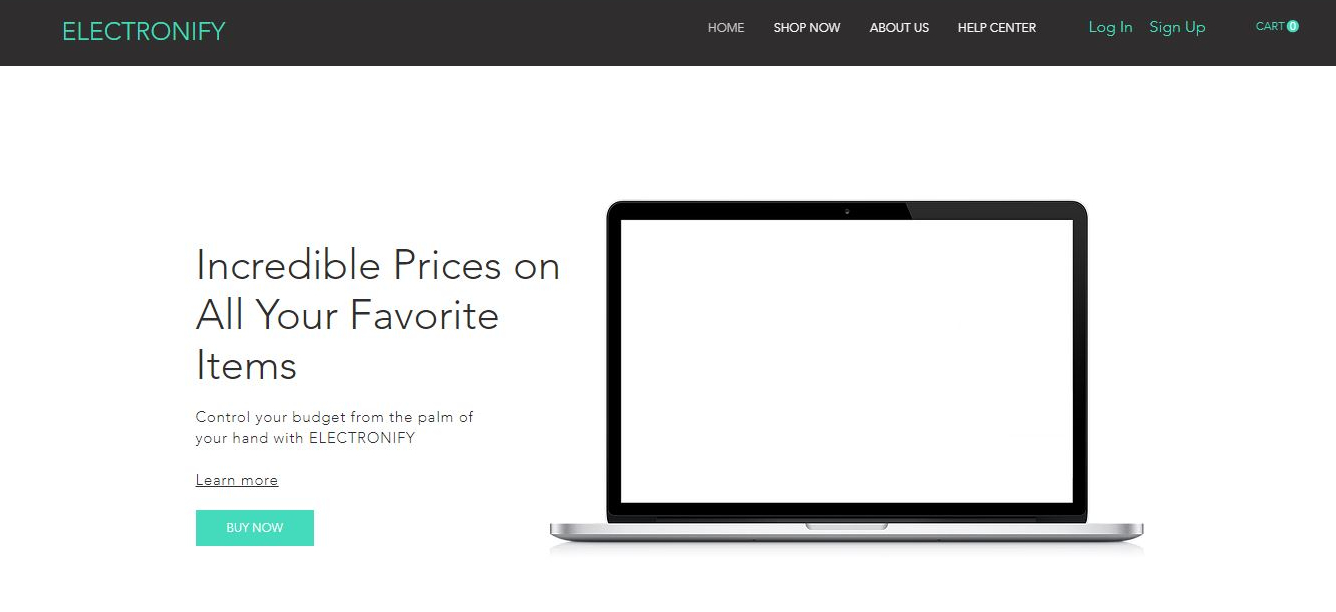 ELECTRONIFY
HOME SHOP NOW ABOUT US HELP CENTER Log In Sign Up CART 0
Incredible Prices on
All Your Favorite
Items
Control your budget from the palm of
your hand with ELECTRONIFY
Learn more
BUY NOW